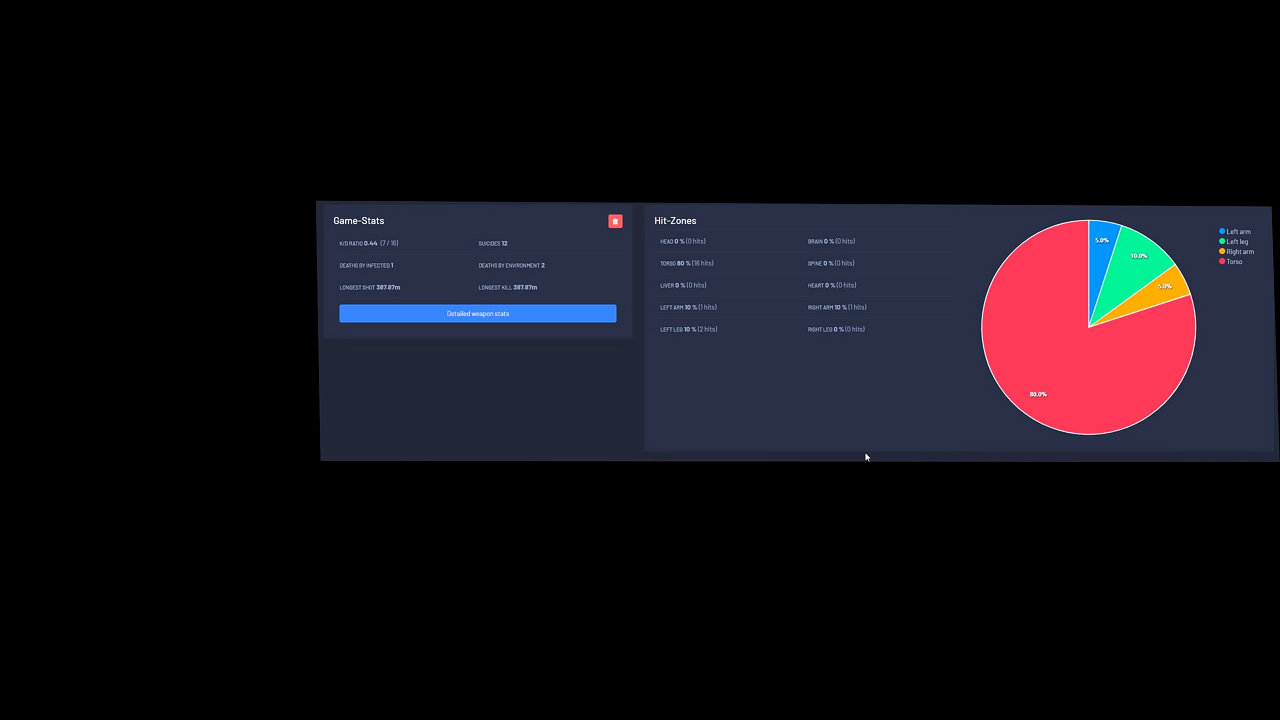 Game-Stats
K/D RATIO 0.44 (7 / 16)
SUICIDES 12
DEATHS BY INFECTED 1
DEATHS BY ENVIRONMENT 2
LONGEST SHOT 387.87m
LONGEST KILL 387.87m
Detailed weapon stats
Hit-Zones
HEAD 0 % (0 hits)
BRAIN 0 % (0 hits)
TORSO 80 % (16 hits)
SPINE 0 % (0 hits)
LIVER 0 % (0 hits)
HEART 0 % (0 hits)
LEFT ARM 10 % (1 hits)
RIGHT ARM 10 % (1 hits)
LEFT LEG 10 % (2 hits)
RIGHT LEG 0 % (0 hits)
5.0%
10.0%
5.0%
80.0%
Left arm
Left leg
Right arm
Torso